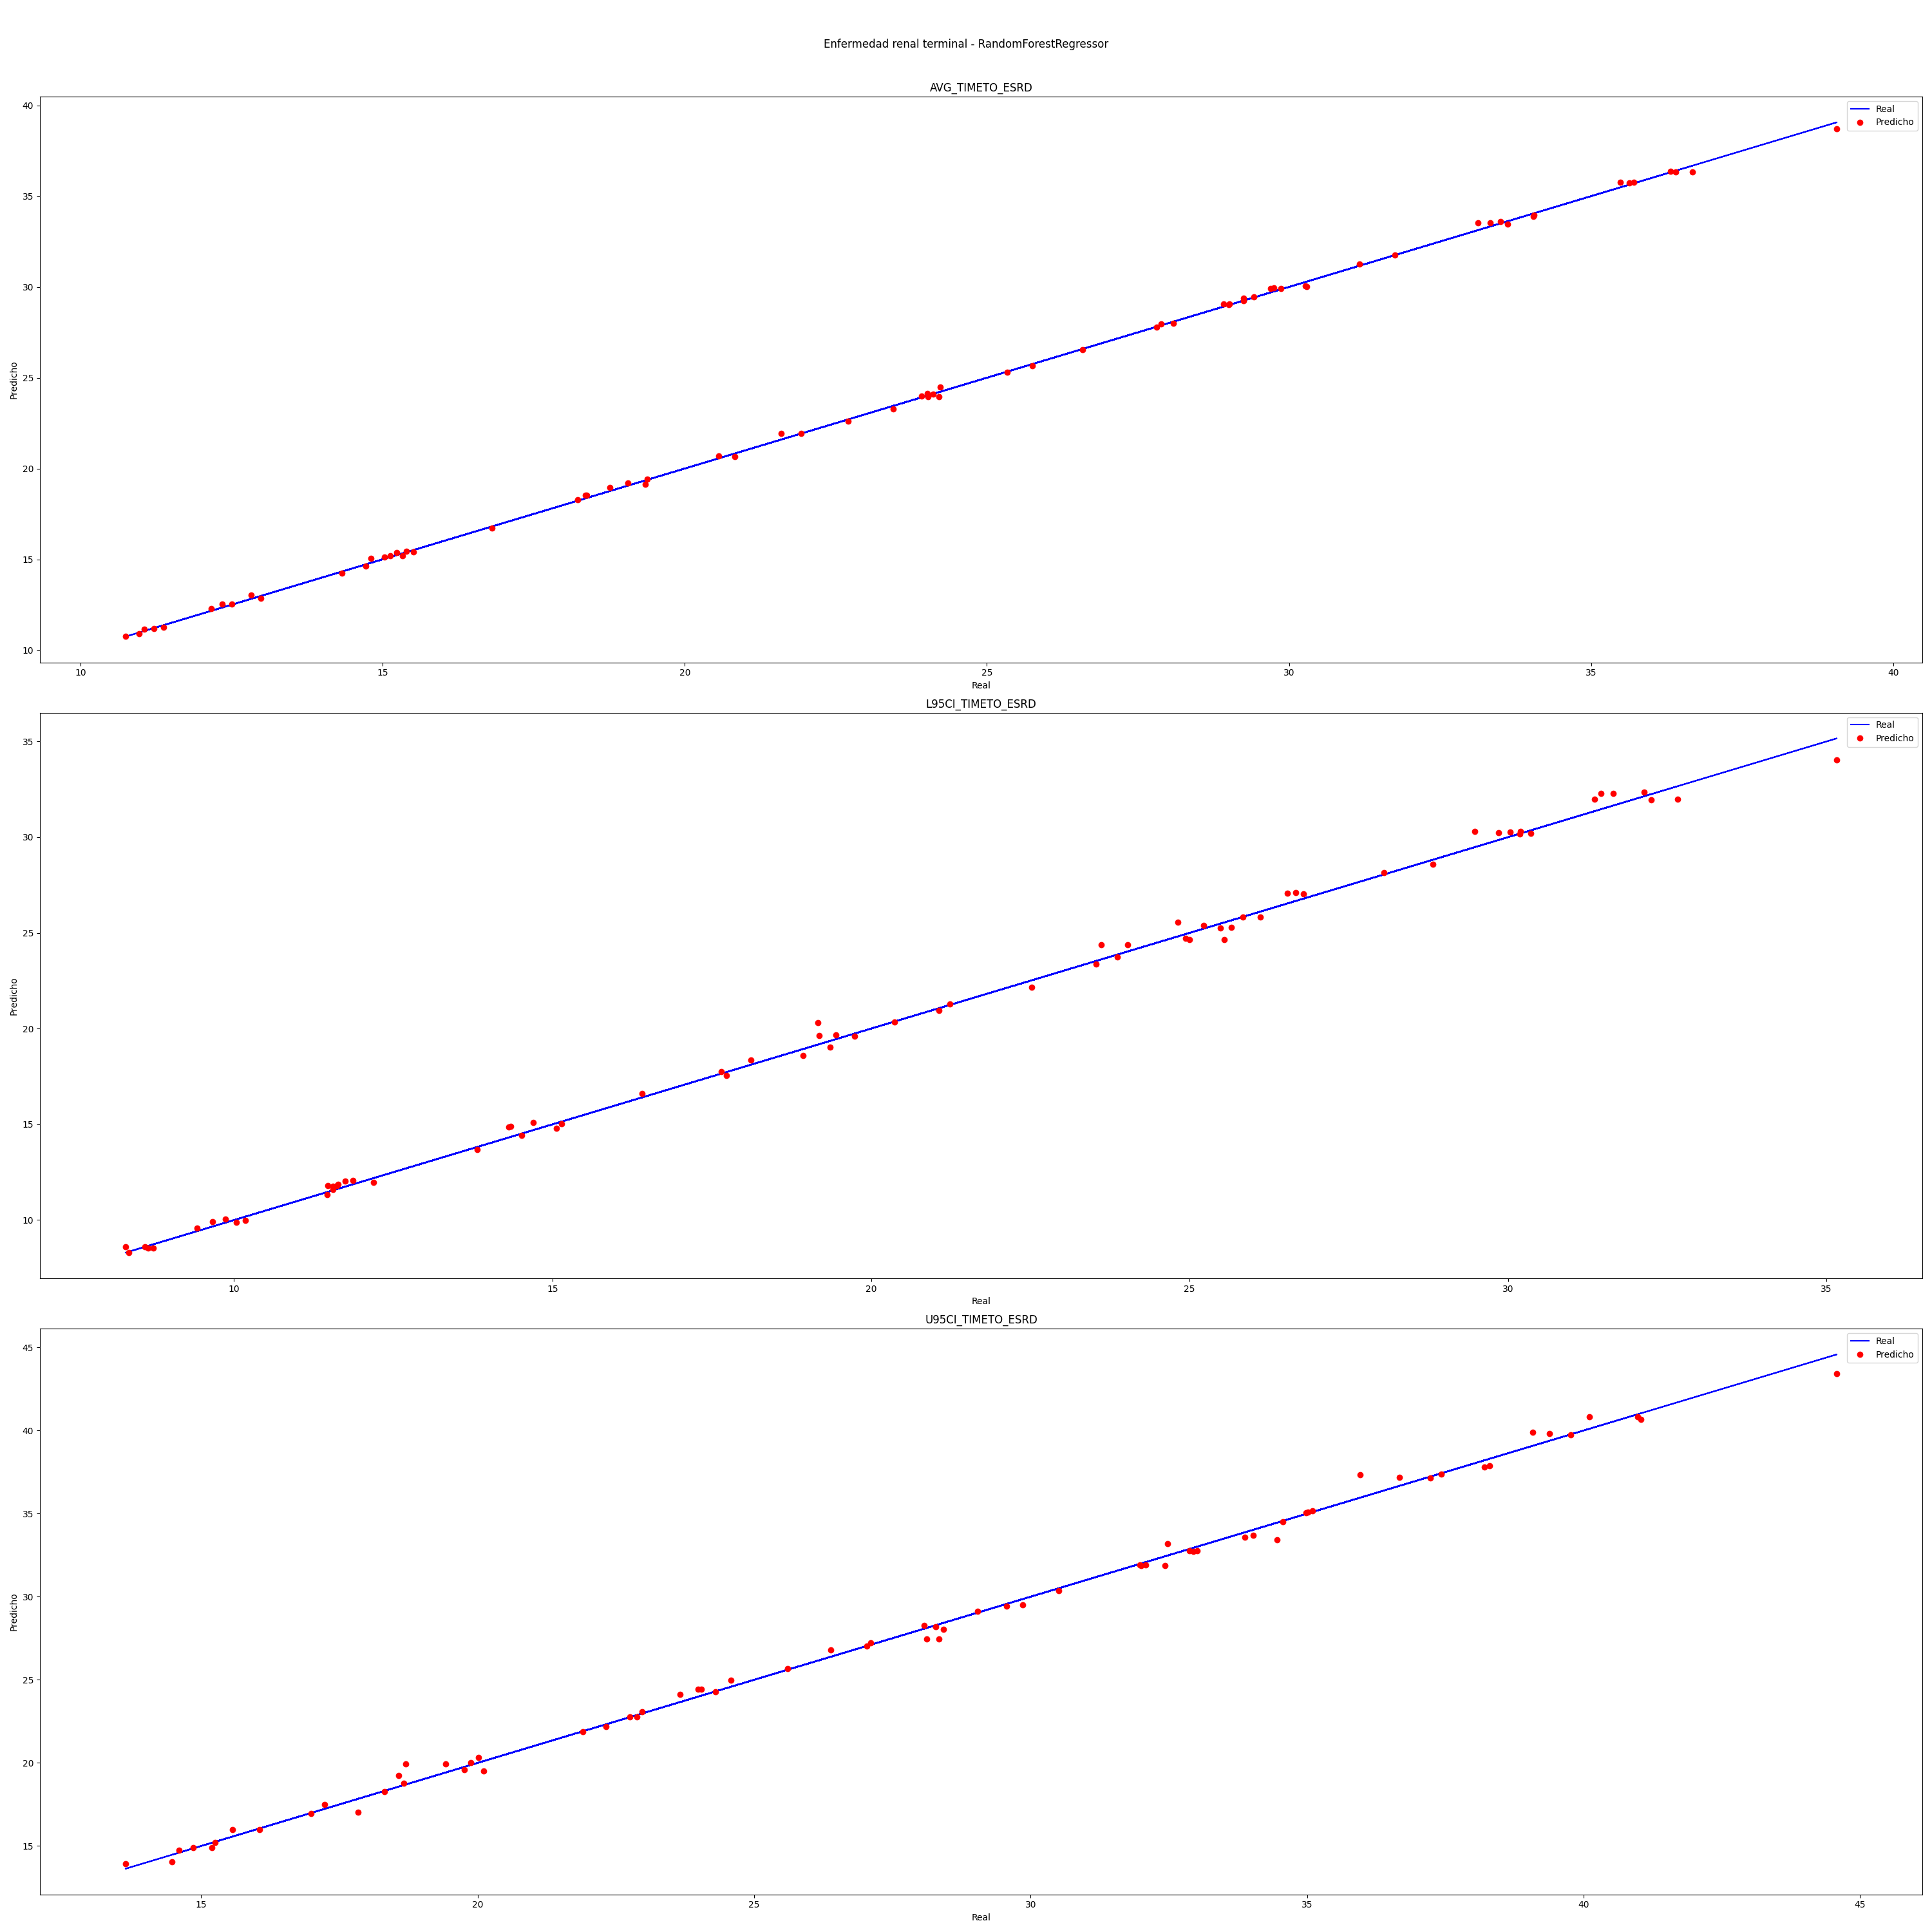 Enfermedad renal terminal - RandomForestRegressor
AVG_TIMETO_ESRD
Real
Predicho
40
35
30
25
20
15
10
Predicho
10 15 20 25 30 35 40
Real
L95CI_TIMETO_ESRD
Real
Predicho
35
30
25
20
15
10
Predicho
10 15 20 25 30 35
Real
U95CI_TIMETO_ESRD
Real
Predicho
45
40
35
30
25
20
15
Predicho
15 20 25 30 35 40 45
Real